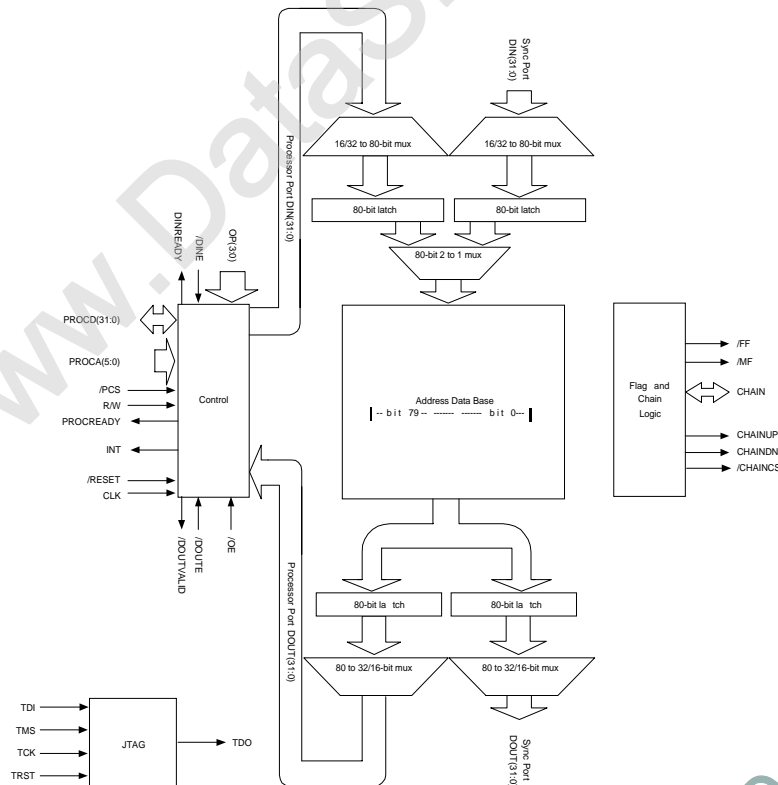 www.DataS
Sync Port
DIN(31:0)
16/32 to 80-bit mux
16/32 to 80-bit mux
Processor Port DIN(31:0)
80-bit latch
80-bit latch
80-bit 2 to 1 mux
DINREADY
/DINE
OP(3:0)
PROCD(31:0)
PROCA(5:0)
/PCS
R/W
PROCREADY
INT
/RESET
CLK
Control
/DOUTVALID
/DOUTE
/OE
Address Data Base
-- bit 79-- ------- ------- bit 0---
Flag and
Chain
Logic
/FF
/MF
CHAIN
CHAINUP
CHAINDN
/CHAINCS
Processor Port DOUT(31:0)
80-bit la tch
80-bit la tch
80 to 32/16-bit mux
80 to 32/16-bit mux
Sync Port
DOUT(31:0)
TDI
TMS
TCK
TRST
JTAG
TDO